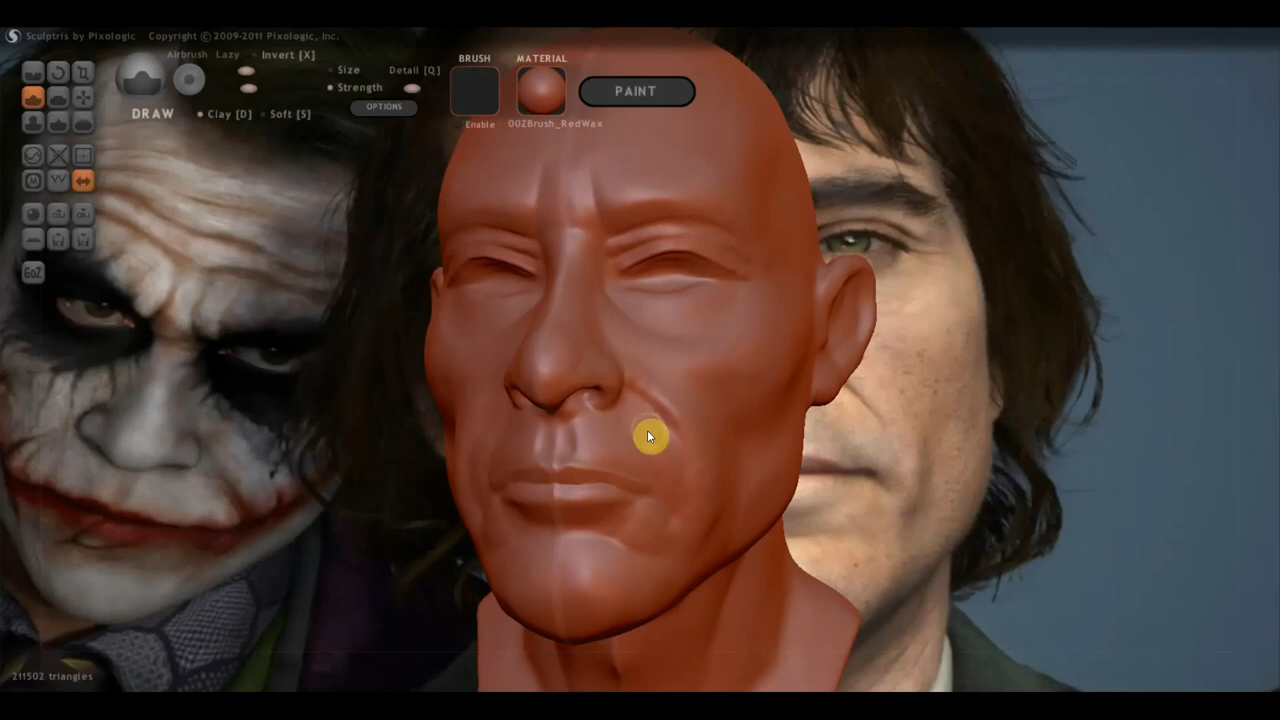 Sculptris by Pixologic Copyright © 2009-2011 Pixologic, Inc.
Airbrush Lazy Invert [X]
Size Detail [Q]
Strength
OPTIONS
DRAW Clay [D] Soft [S]
BRUSH MATERIAL
PAINT
Enable 00ZBrush_RedWax
GoZ
211502 triangles